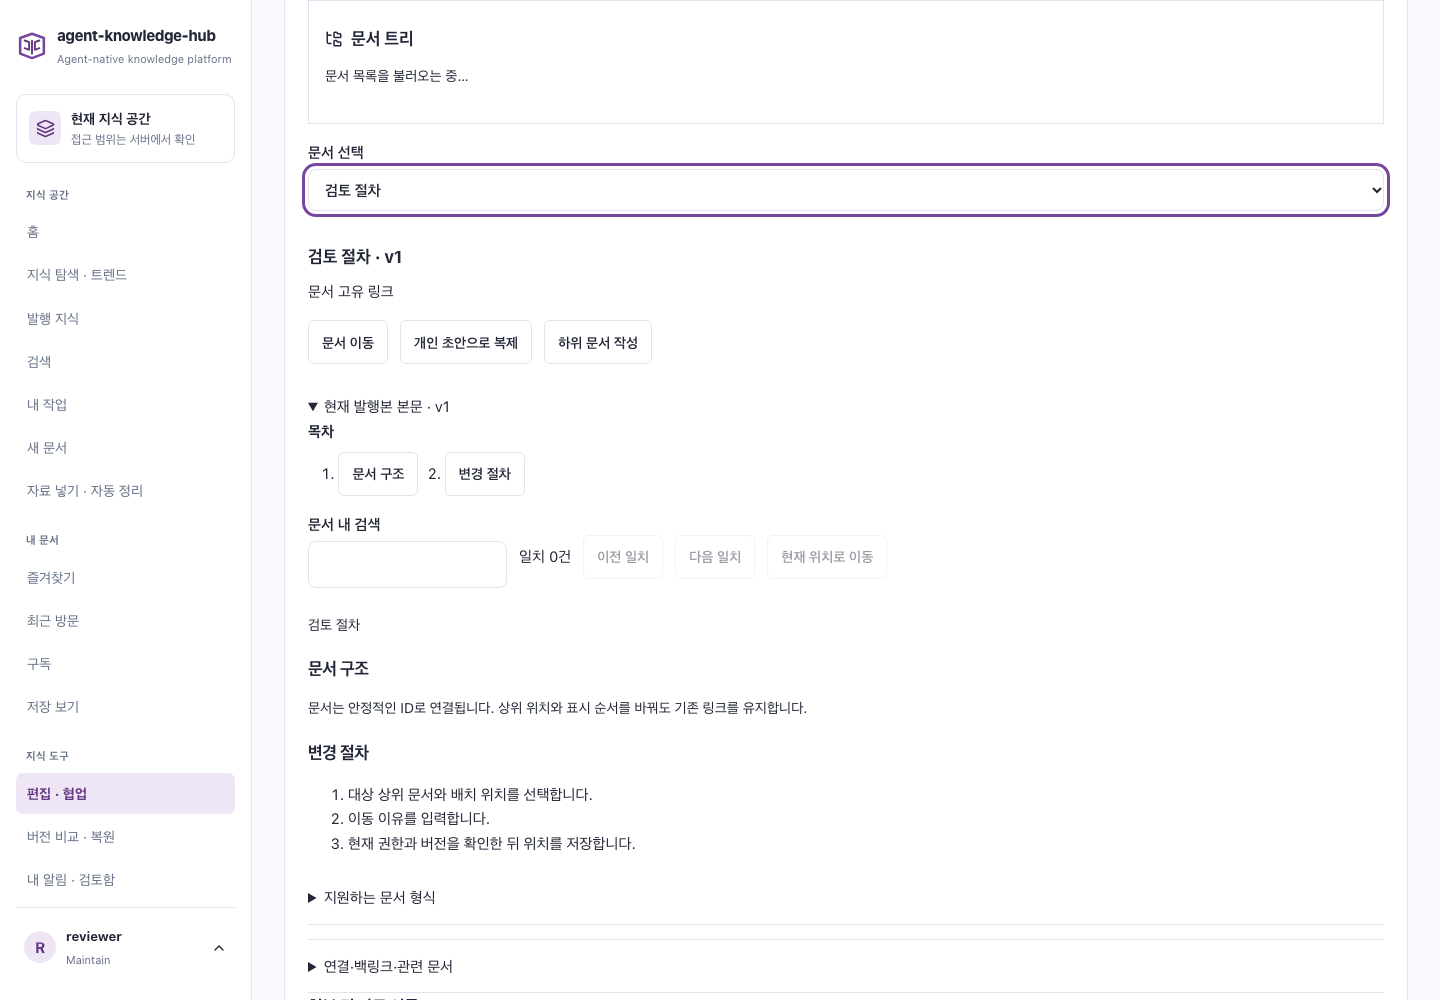 agent-knowledge-hub
Agent-native knowledge platform
현재 지식 공간
접근 범위는 서버에서 확인
지식 공간
홈
지식 탐색 · 트렌드
발행 지식
검색
내 작업
새 문서
자료 넣기 · 자동 정리
내 문서
즐겨찾기
최근 방문
구독
저장 보기
지식 도구
편집 · 협업
버전 비교 · 복원
내 알림 · 검토함
R
reviewer
Maintain
문서 트리
문서 목록을 불러오는 중...
문서 선택
검토 절차
검토 절차 · v1
문서 고유 링크
문서 이동 개인 초안으로 복제 하위 문서 작성
▼ 현재 발행본 본문 · v1
목차
1. 문서 구조 2. 변경 절차
문서 내 검색
일치 0건 이전 일치 다음 일치 현재 위치로 이동
검토 절차
문서 구조
문서는 안정적인 ID로 연결됩니다. 상위 위치와 표시 순서를 바꿔도 기존 링크를 유지합니다.
변경 절차
1. 대상 상위 문서와 배치 위치를 선택합니다.
2. 이동 이유를 입력합니다.
3. 현재 권한과 버전을 확인한 뒤 위치를 저장합니다.
▶ 지원하는 문서 형식
▶ 연결·백링크·관련 문서